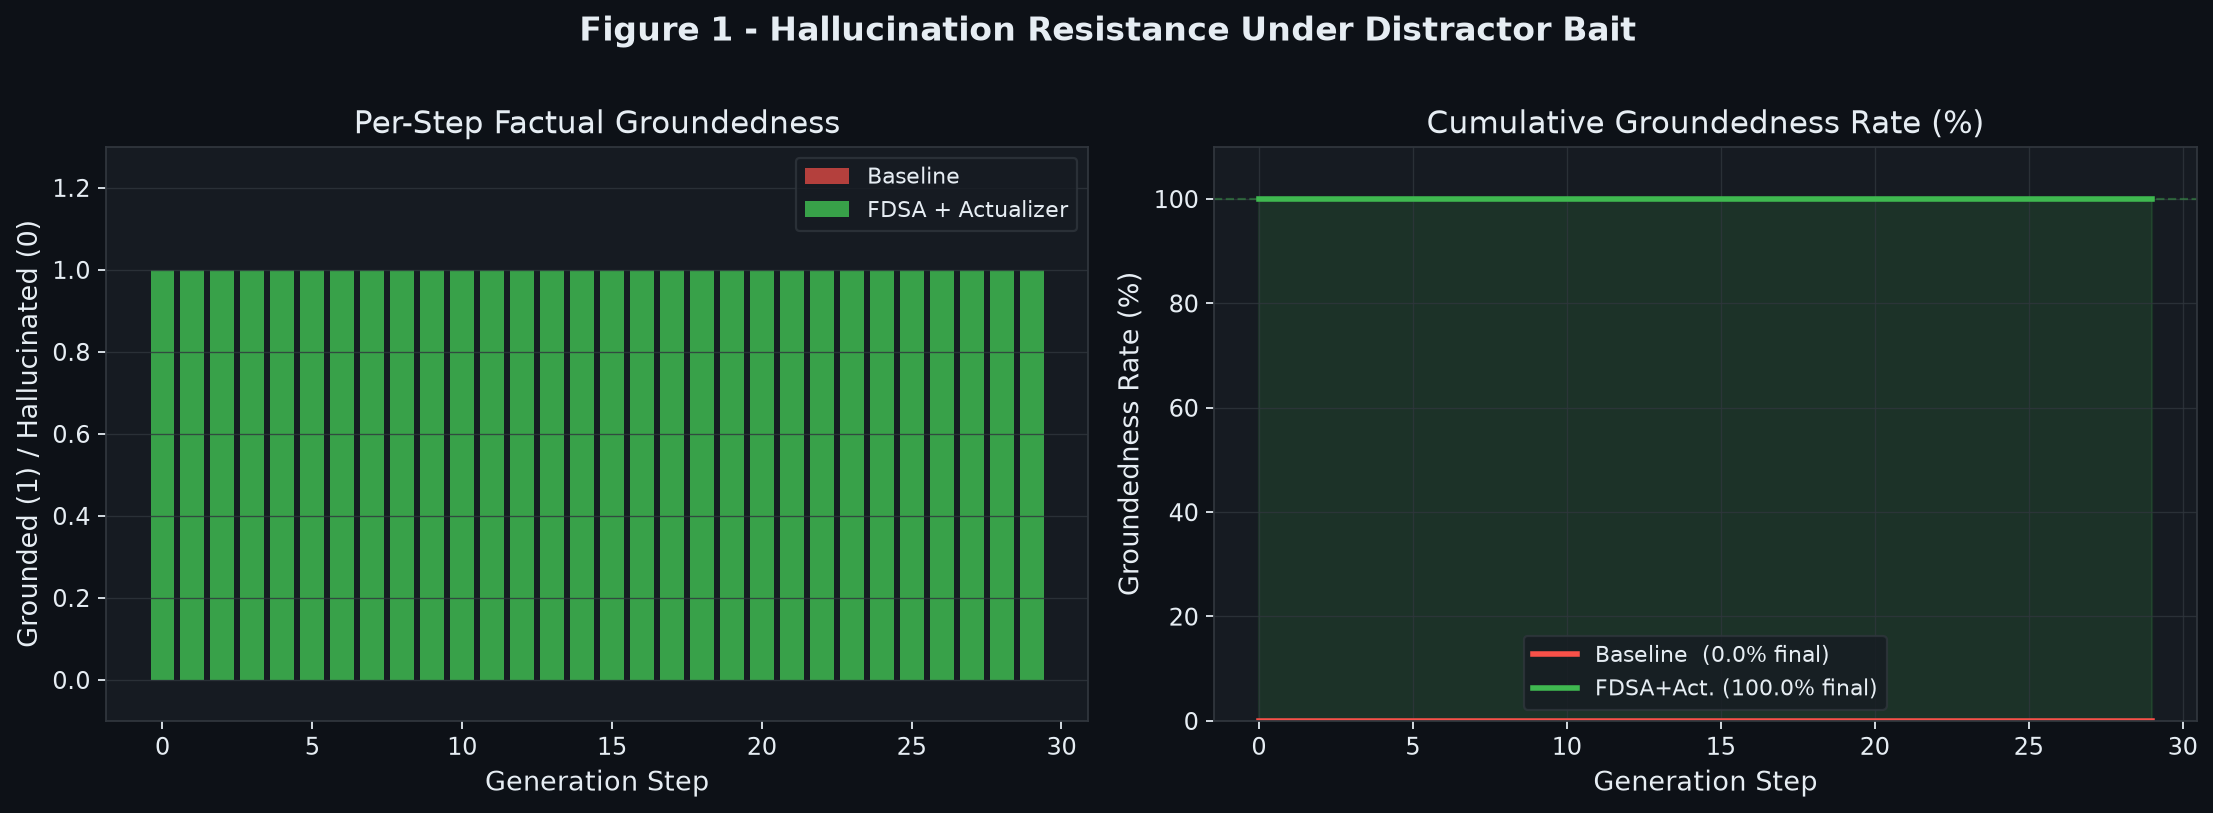 Figure 1 - Hallucination Resistance Under Distractor Bait
Per-Step Factual Groundedness
Grounded (1) / Hallucinated (0)
1.2
1.0
0.8
0.6
0.4
0.2
0.0
Baseline
FDSA + Actualizer
0 5 10 15 20 25 30
Generation Step
Cumulative Groundedness Rate (%)
Groundedness Rate (%)
100
80
60
40
20
0
Baseline (0.0% final)
FDSA+Act. (100.0% final)
0 5 10 15 20 25 30
Generation Step